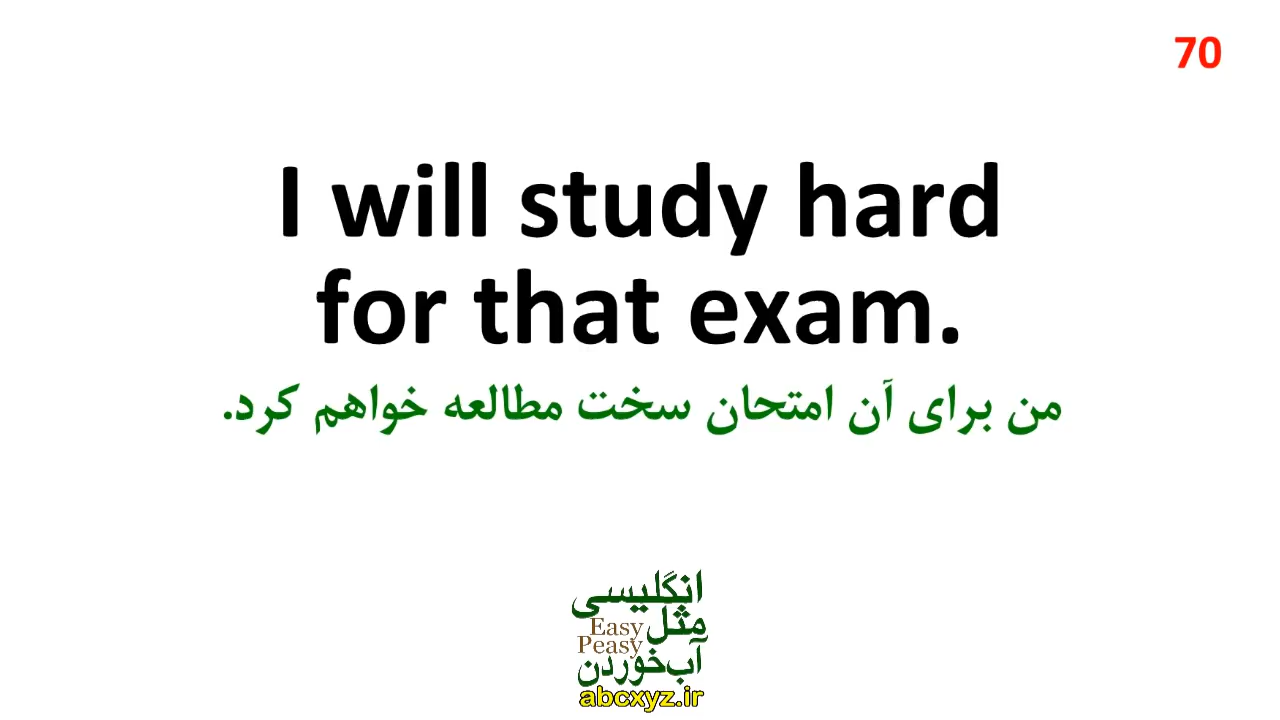 70
I will study hard
for that exam.
من برای آن امتحان سخت مطالعه خواهم کرد.
انگلیسی
مثل Easy
Peasy
آب‌خوردن
abcxyz.ir